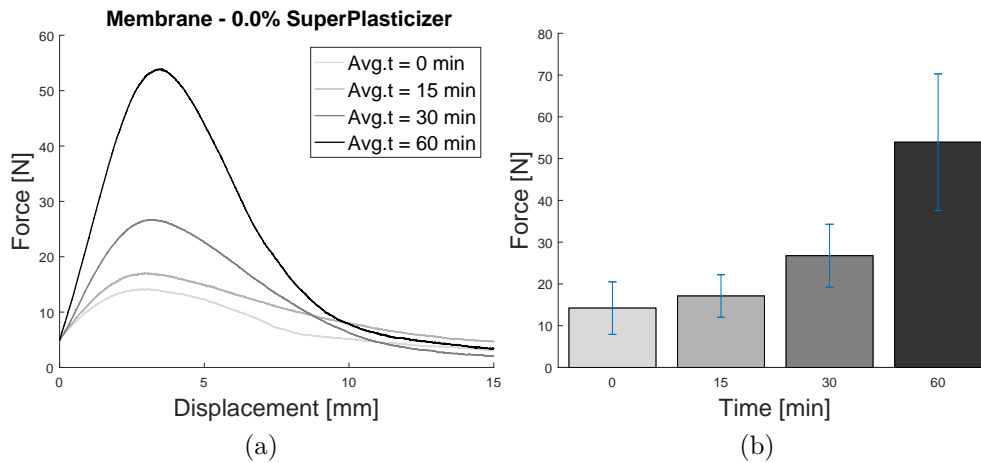 Membrane - 0.0% SuperPlasticizer
60
50
40
30
20
10
0
Force [N]
Avg.t = 0 min
Avg.t = 15 min
Avg.t = 30 min
Avg.t = 60 min
0 5 10 15
Displacement [mm]
(a)
80
70
60
50
40
30
20
10
0
Force [N]
0 15 30 60
Time [min]
(b)